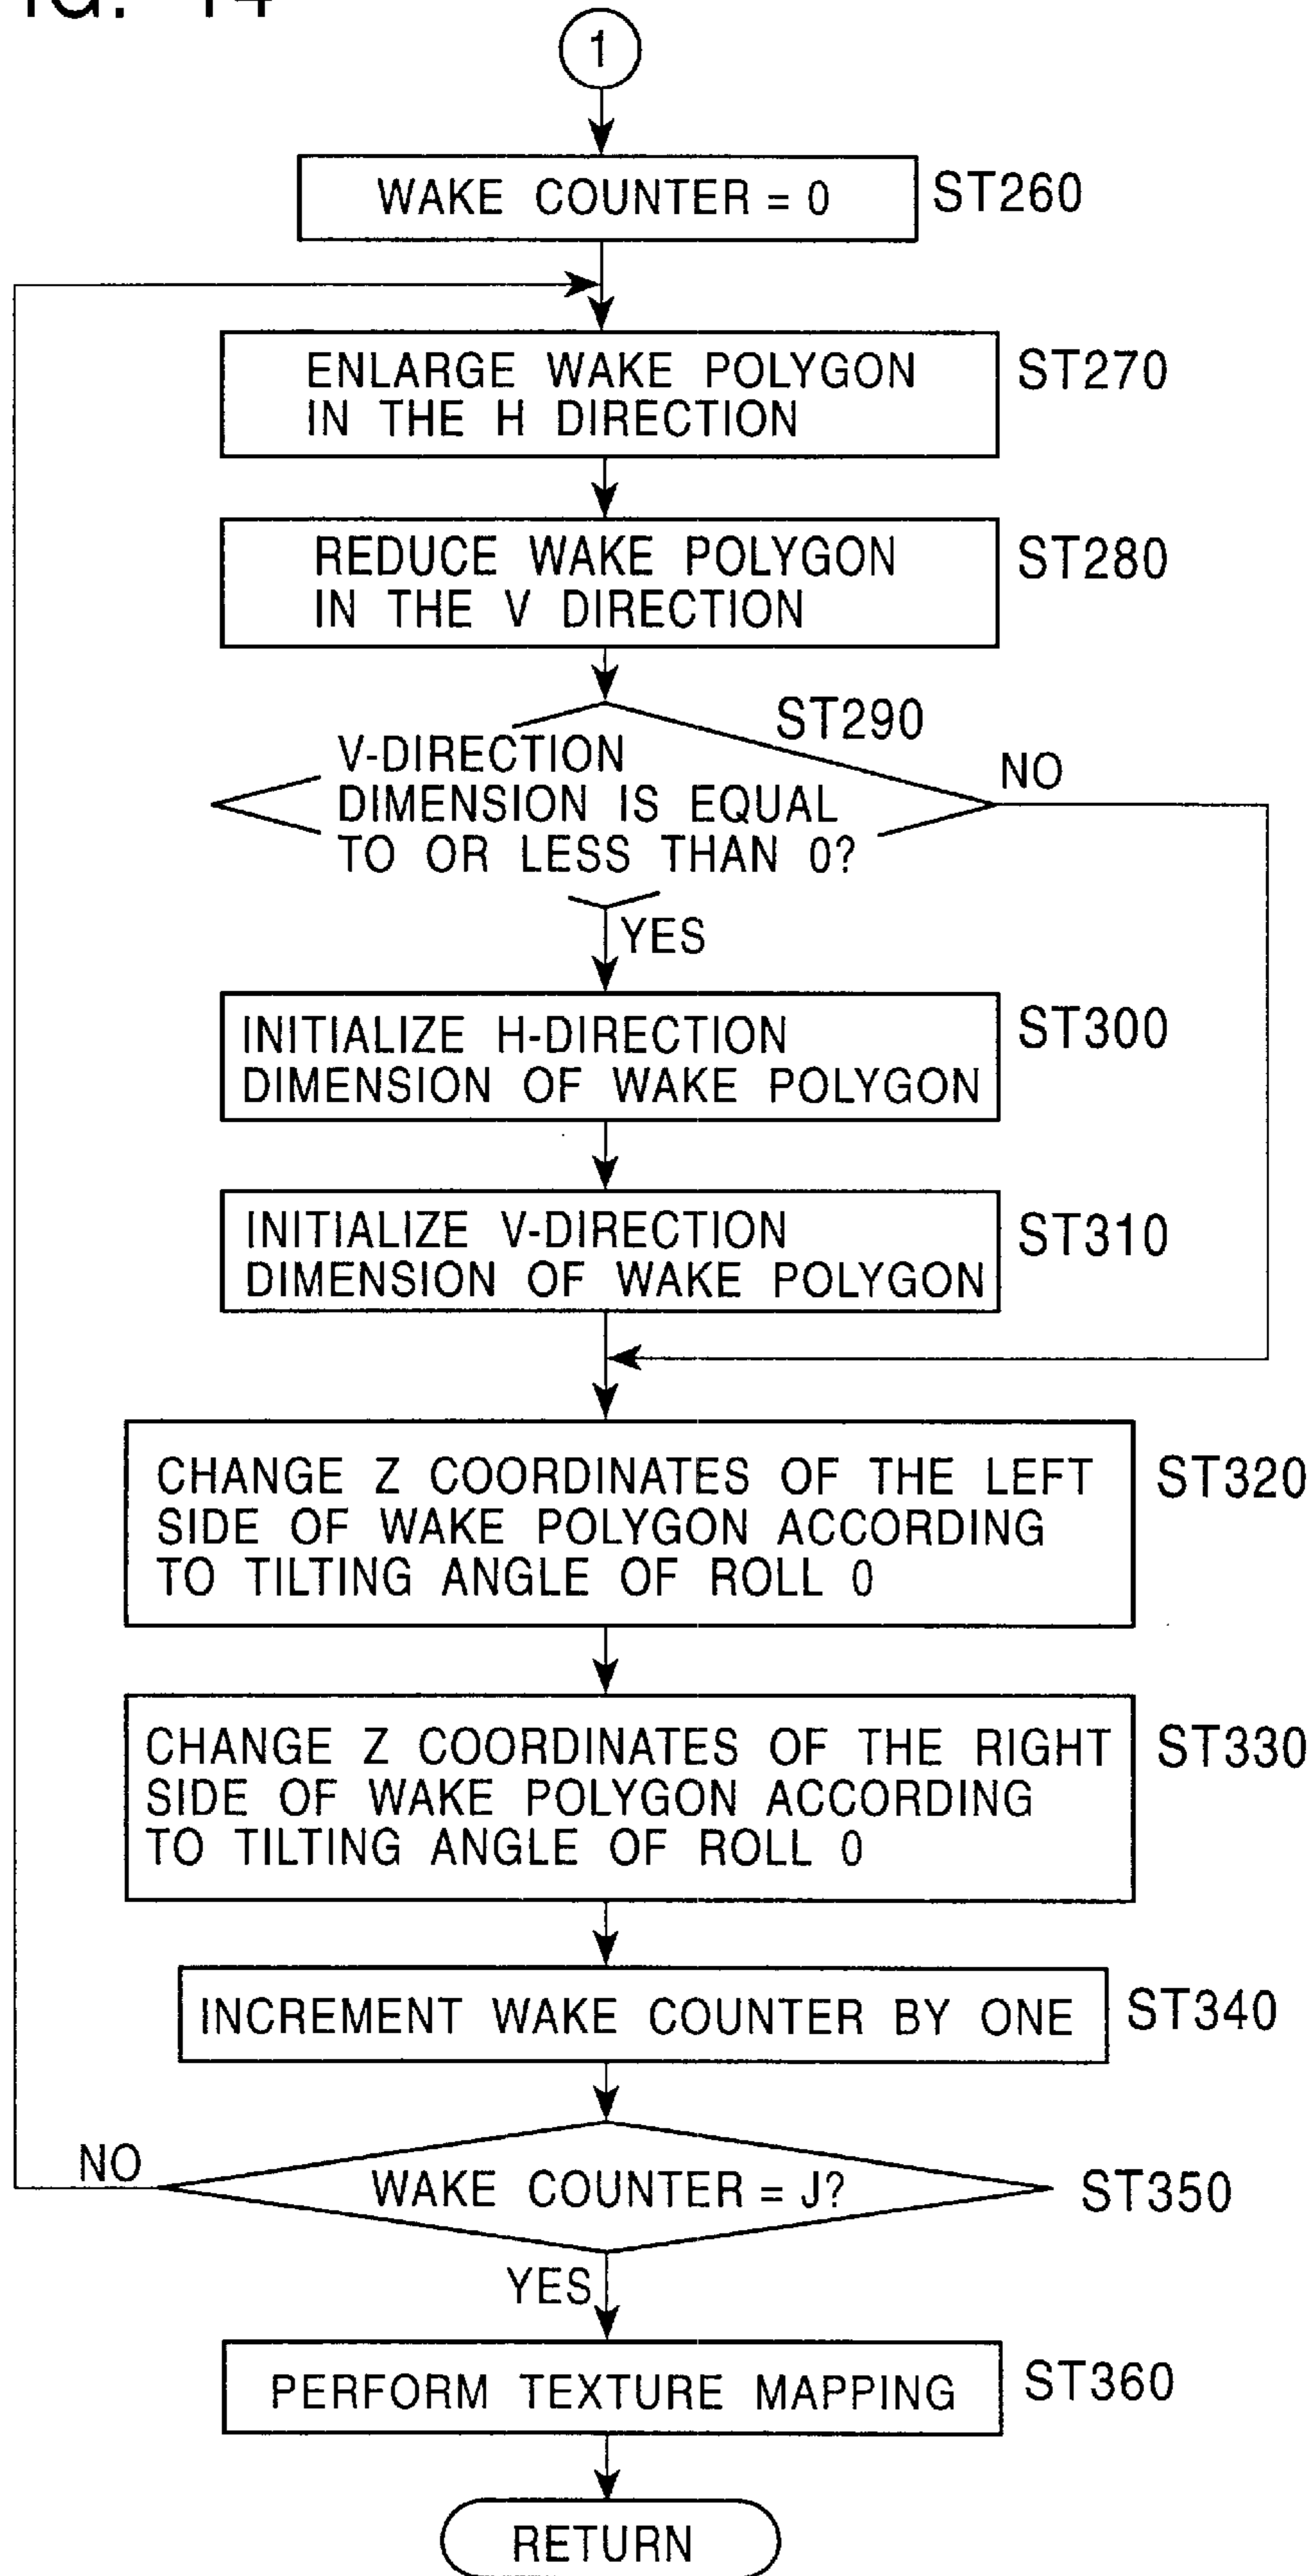 1
WAKE COUNTER = 0
ST260
ENLARGE WAKE POLYGON
IN THE H DIRECTION
ST270
REDUCE WAKE POLYGON
IN THE V DIRECTION
ST280
ST290
V-DIRECTION
DIMENSION IS EQUAL
TO OR LESS THAN 0?
NO
YES
INITIALIZE H-DIRECTION
DIMENSION OF WAKE POLYGON
ST300
INITIALIZE V-DIRECTION
DIMENSION OF WAKE POLYGON
ST310
CHANGE Z COORDINATES OF THE LEFT
SIDE OF WAKE POLYGON ACCORDING
TO TILTING ANGLE OF ROLL 0
ST320
CHANGE Z COORDINATES OF THE RIGHT
SIDE OF WAKE POLYGON ACCORDING
TO TILTING ANGLE OF ROLL 0
ST330
INCREMENT WAKE COUNTER BY ONE
ST340
NO
WAKE COUNTER = J?
ST350
YES
PERFORM TEXTURE MAPPING
ST360
RETURN